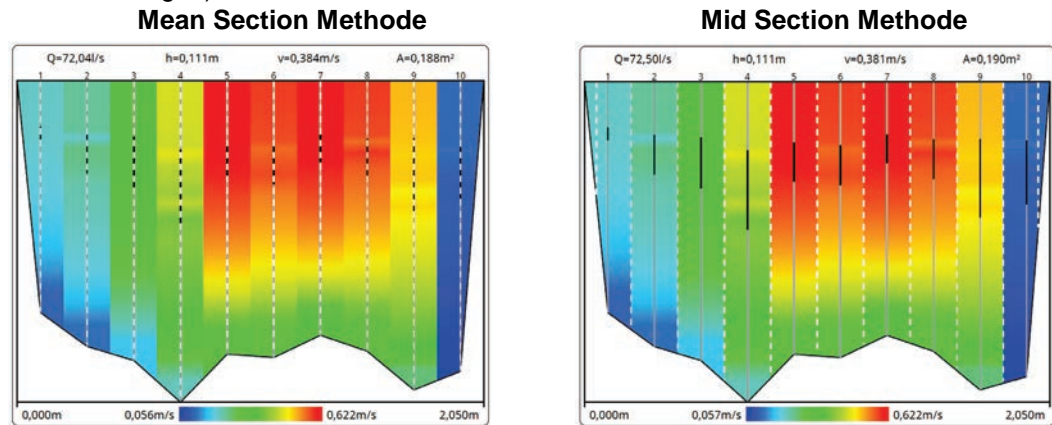 Mean Section Methode
Q=72,04l/s h=0,111m v=0,384m/s A=0,188m²
1 2 3 4 5 6 7 8 9 10
0,000m 0,056m/s 0,622m/s 2,050m
Mid Section Methode
Q=72,50l/s h=0,111m v=0,381m/s A=0,190m²
1 2 3 4 5 6 7 8 9 10
0,000m 0,057m/s 0,622m/s 2,050m